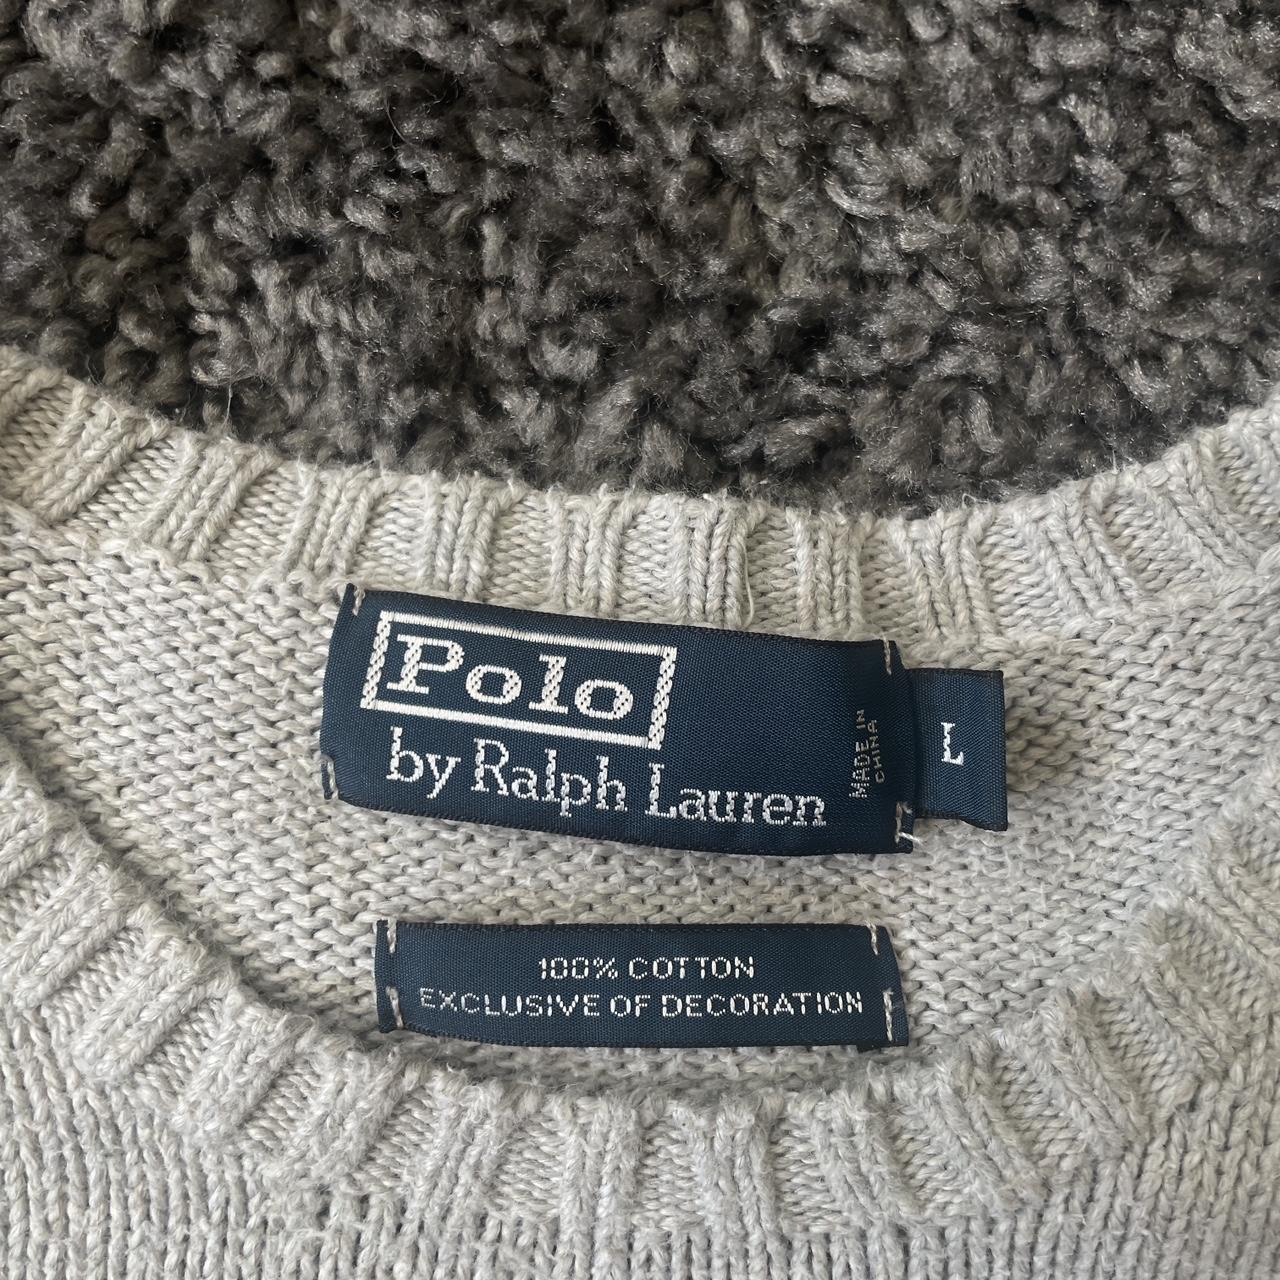 Polo
by Ralph Lauren
MADE IN
CHINA
L
100% COTTON
EXCLUSIVE OF DECORATION